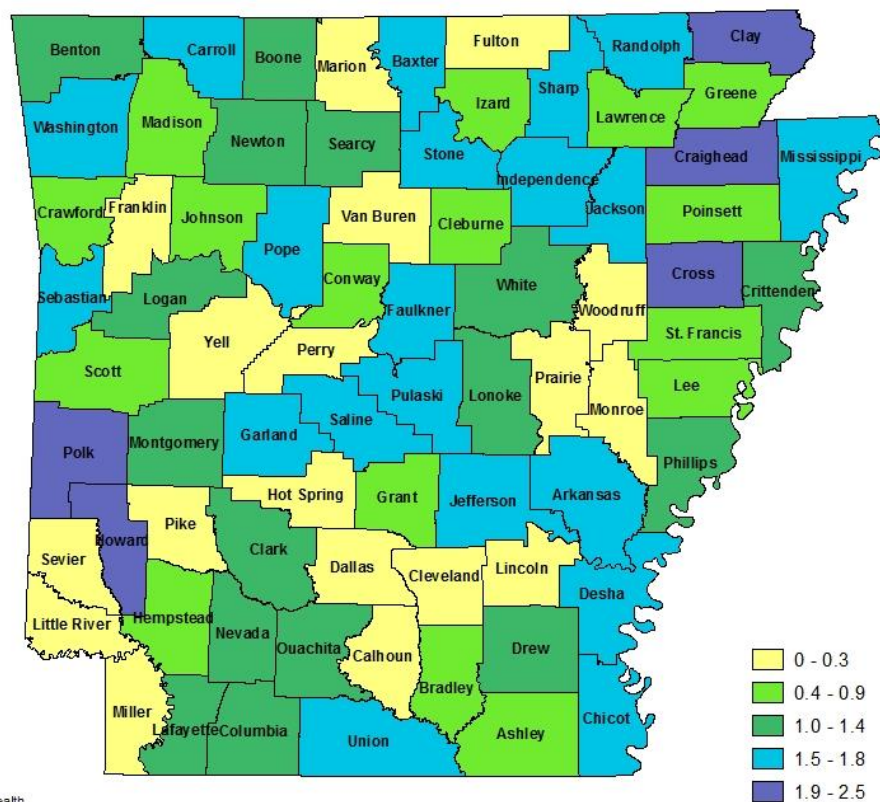 Benton
Carroll
Boone
Marion
Baxter
Fulton
Randolph
Clay
Izard
Sharp
Lawrence
Greene
Washington
Madison
Newton
Searcy
Stone
Independence
Jackson
Craighead
Mississippi
Crawford
Franklin
Johnson
Pope
Van Buren
Cleburne
Poinsett
Sebastian
Logan
Conway
Faulkner
White
Woodruff
Cross
Crittenden
Scott
Yell
Perry
Pulaski
Lonoke
Prairie
Monroe
St. Francis
Lee
Polk
Montgomery
Garland
Saline
Hot Spring
Grant
Jefferson
Arkansas
Phillips
Howard
Pike
Clark
Dallas
Cleveland
Lincoln
Desha
Sevier
Little River
Hempstead
Nevada
Ouachita
Calhoun
Bradley
Drew
Chicot
Miller
Lafayette
Columbia
Union
Ashley
0 - 0.3
0.4 - 0.9
1.0 - 1.4
1.5 - 1.8
1.9 - 2.5